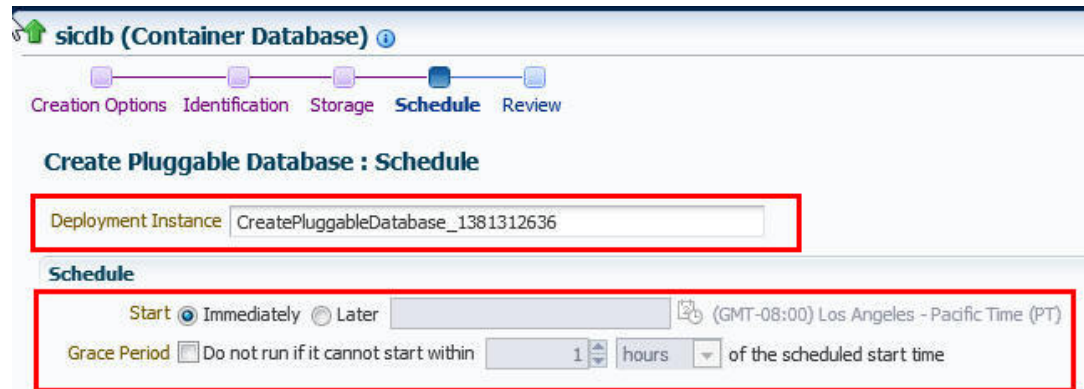 sicdb (Container Database)
Creation Options Identification Storage Schedule Review
Create Pluggable Database : Schedule
Deployment Instance CreatePluggableDatabase_1381312636
Schedule
Start Immediately Later (GMT-08:00) Los Angeles - Pacific Time (PT)
Grace Period Do not run if it cannot start within 1 hours of the scheduled start time